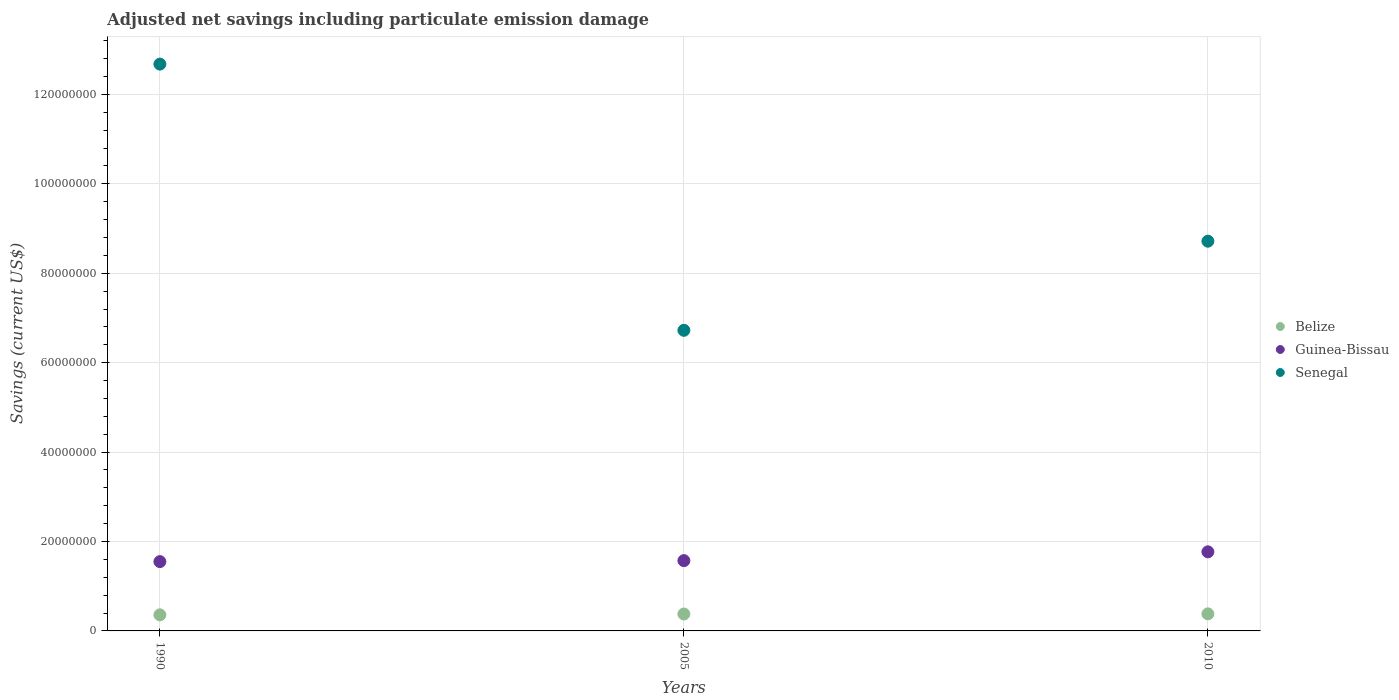 Adjusted net savings including particulate emission damage
120000000
100000000
80000000
60000000
40000000
20000000
0
Savings (current US$)
1990
2005
2010
Years
Belize
Guinea-Bissau
Senegal